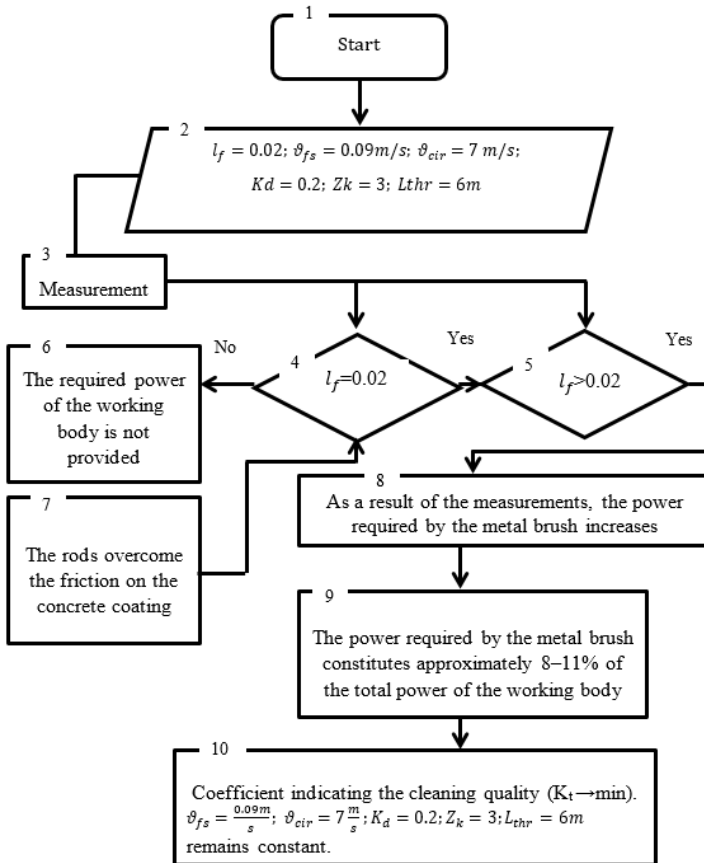 1
Start
2
l_f = 0.02; ϑ_fs = 0.09m/s; ϑ_cir = 7 m/s;
Kd = 0.2; Zk = 3; Lthr = 6m
3
Measurement
4
l_f=0.02
Yes
5
l_f>0.02
Yes
No
6
The required power
of the working
body is not
provided
7
The rods overcome
the friction on the
concrete coating
8
As a result of the measurements, the power
required by the metal brush increases
9
The power required by the metal brush
constitutes approximately 8–11% of
the total power of the working body
10
Coefficient indicating the cleaning quality (K_t→min).
ϑ_fs = 0.09m/s; ϑ_cir = 7 m/s; K_d = 0.2; Z_k = 3; L_thr = 6m
remains constant.